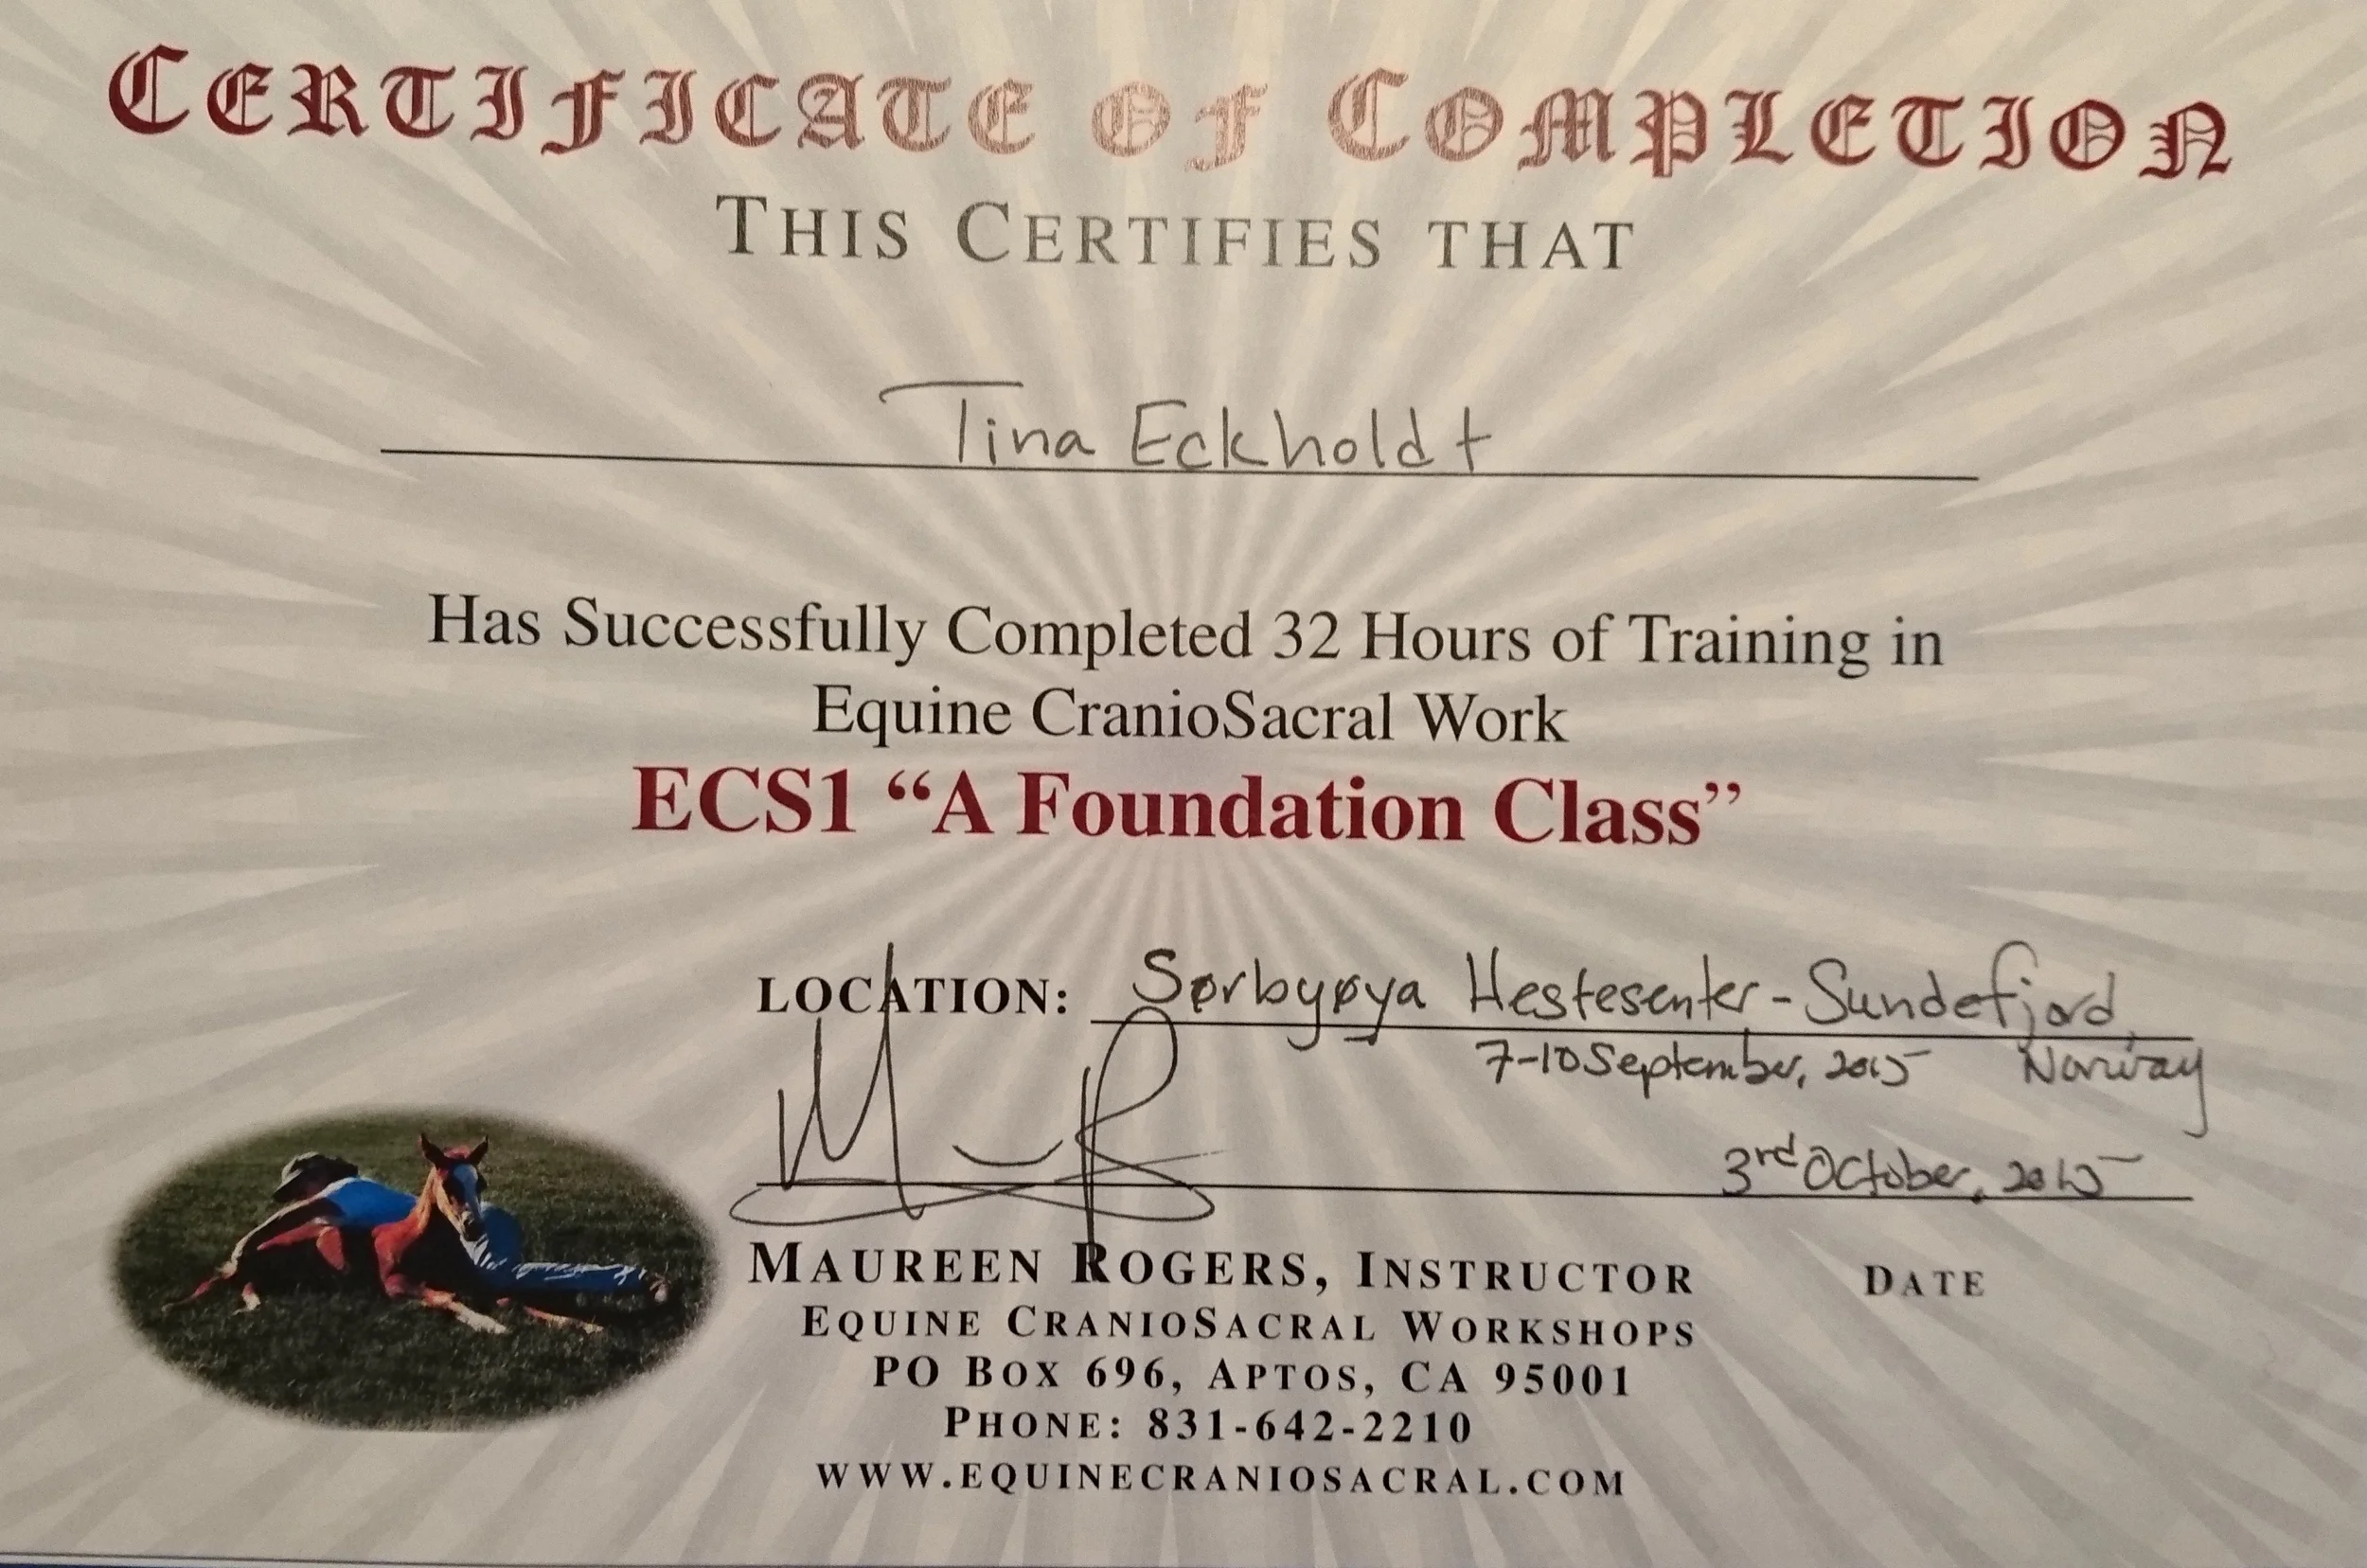 CERTIFICATE OF COMPLETION
THIS CERTIFIES THAT
Tina Eckholdt
Has Successfully Completed 32 Hours of Training in
Equine CranioSacral Work
ECS1 “A Foundation Class”
LOCATION: Sørbyøya Hestesenter - Sundefjord,
7-10 September, 2015 Norway
3rd October, 2015
MAUREEN ROGERS, INSTRUCTOR DATE
EQUINE CRANIOSACRAL WORKSHOPS
PO BOX 696, APTOS, CA 95001
PHONE: 831-642-2210
WWW.EQUINECRANIOSACRAL.COM